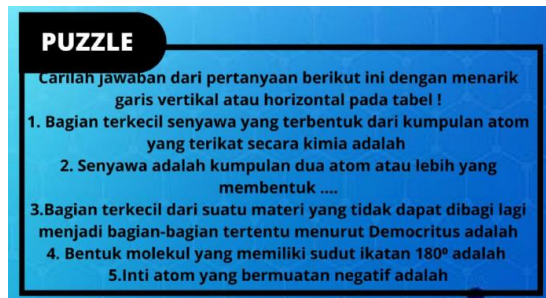 PUZZLE
Carilah jawaban dari pertanyaan berikut ini dengan menarik
garis vertikal atau horizontal pada tabel !
1. Bagian terkecil senyawa yang terbentuk dari kumpulan atom
yang terikat secara kimia adalah
2. Senyawa adalah kumpulan dua atom atau lebih yang
membentuk ....
3.Bagian terkecil dari suatu materi yang tidak dapat dibagi lagi
menjadi bagian-bagian tertentu menurut Democritus adalah
4. Bentuk molekul yang memiliki sudut ikatan 180º adalah
5.Inti atom yang bermuatan negatif adalah